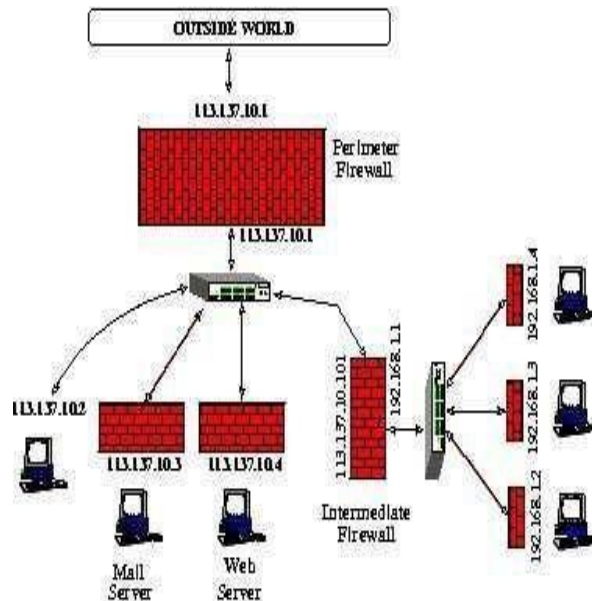 OUTSIDE WORLD
113.137.10.1
Perimeter
Firewall
113.137.10.1
113.137.10.2
113.137.10.3
113.137.10.4
Mail
Server
Web
Server
113.137.10.101
192.168.1.1
Intermediate
Firewall
192.168.1.4
192.168.1.3
192.168.1.2